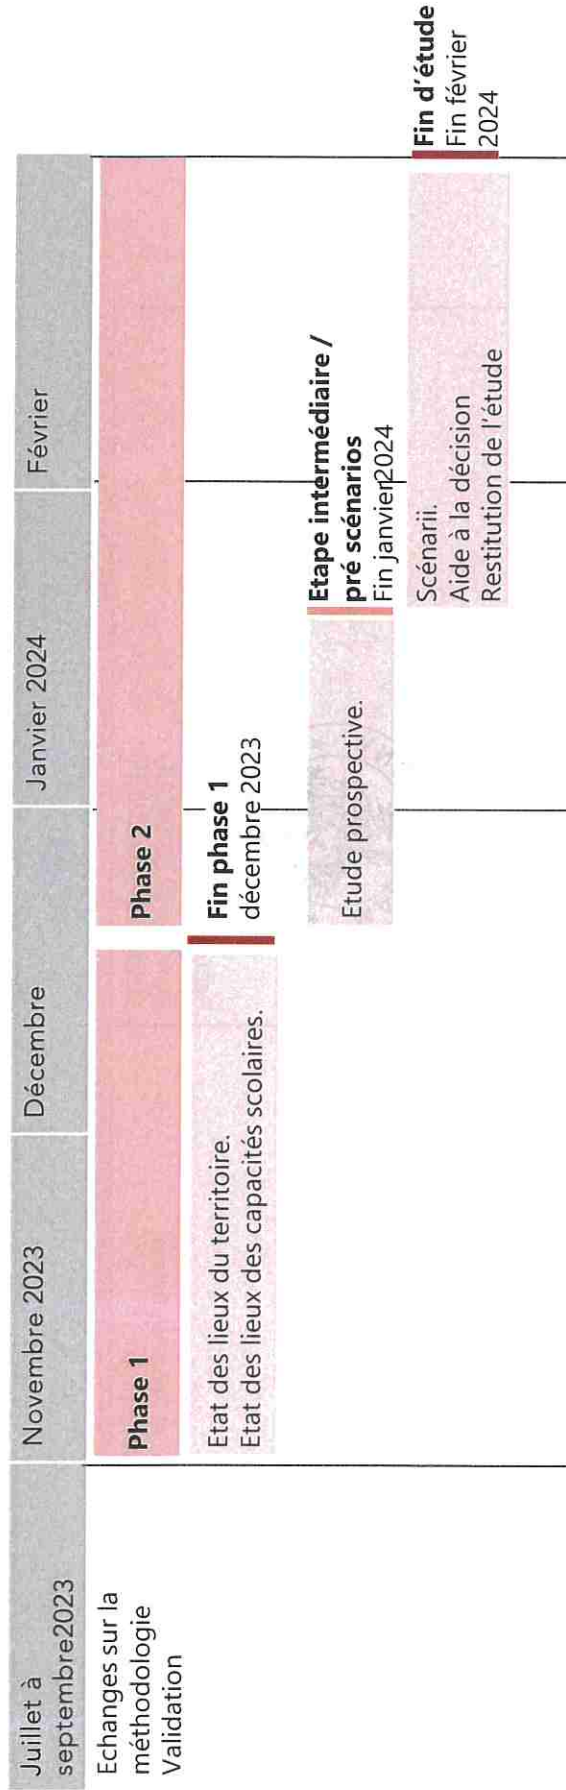 Juillet à
septembre2023
Novembre 2023
Décembre
Janvier 2024
Février
Echanges sur la
méthodologie
Validation
Phase 1
Phase 2
Etat des lieux du territoire.
Etat des lieux des capacités scolaires.
Fin phase 1
décembre 2023
Etude prospective.
Etape intermédiaire /
pré scénarios
Fin janvier2024
Scénarii.
Aide à la décision
Restitution de l'étude
Fin d'étude
Fin février
2024